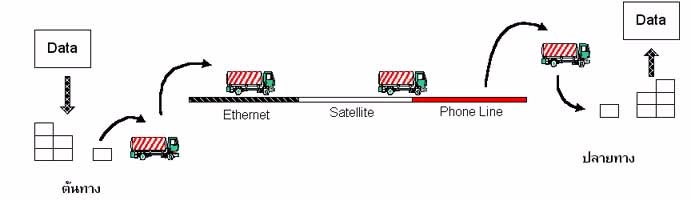 Data
Data
Ethernet
Satellite
Phone Line
ต้นทาง
ปลายทาง